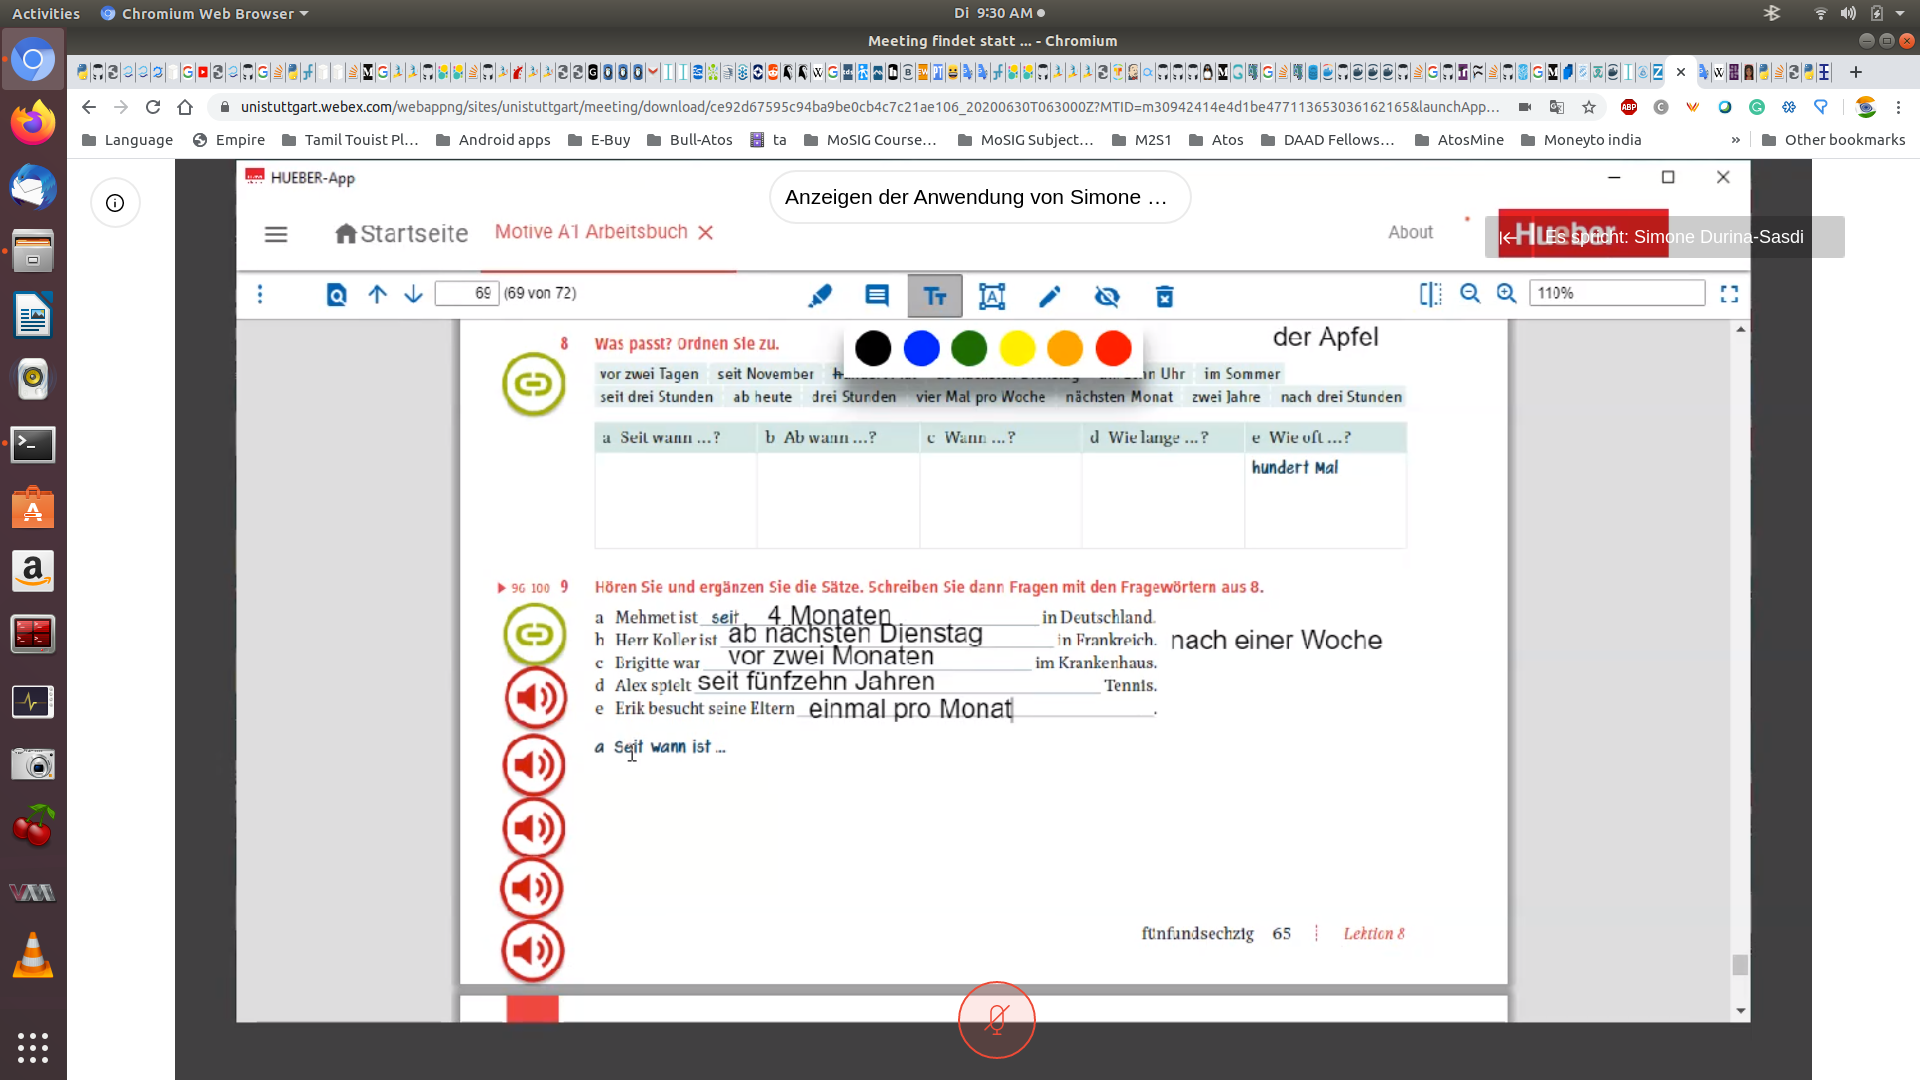 Activities Chromium Web Browser Di 9:30 AM
Meeting findet statt ... - Chromium
unistuttgart.webex.com/webappng/sites/unistuttgart/meeting/download/ce92d67595c94ba9be0cb4c7c21ae106_20200630T063000Z?MTID=m30942414e4d1be477113653036162165&launchApp...
Language Empire Tamil Touist Pl... Android apps E-Buy Bull-Atos ta MoSIG Course... MoSIG Subject... M2S1 Atos DAAD Fellows... AtosMine Moneyto india » Other bookmarks
HUEBER-App
Anzeigen der Anwendung von Simone ...
Startseite Motive A1 Arbeitsbuch About Hueber
Es spricht: Simone Durina-Sasdi
69 (69 von 72) 110%
8 Was passt? Ordnen Sie zu. der Apfel
vor zwei Tagen seit November Uhr im Sommer
seit drei Stunden ab heute drei Stunden vier Mal pro Woche nächsten Monat zwei Jahre nach drei Stunden
a Seit wann ...? b Ab wann ...? c Wann ...? d Wie lange ...? e Wie oft ...?
hundert Mal
96 100 9 Hören Sie und ergänzen Sie die Sätze. Schreiben Sie dann Fragen mit den Fragewörtern aus 8.
a Mehmet ist seit 4 Monaten in Deutschland.
b Herr Koller ist ab nächsten Dienstag in Frankreich. nach einer Woche
c Brigitte war vor zwei Monaten im Krankenhaus.
d Alex spielt seit fünfzehn Jahren Tennis.
e Erik besucht seine Eltern einmal pro Monat.
a Seit wann ist ...
fünfundsechzig 65 Lektion 8